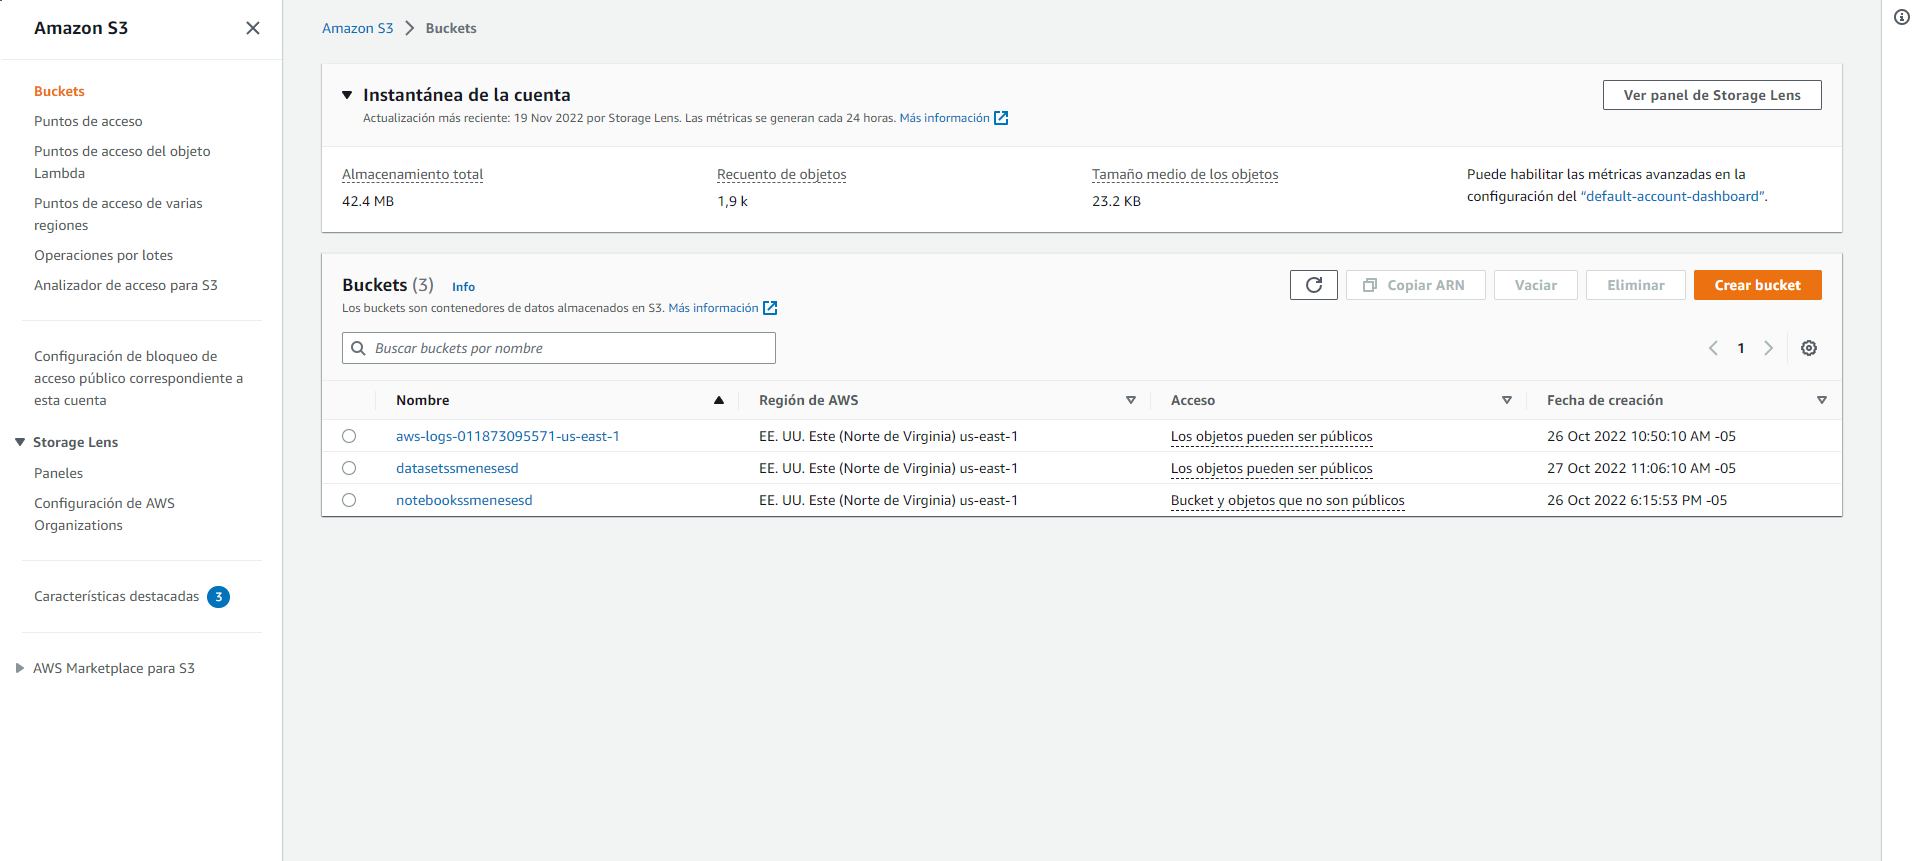 Amazon S3
Buckets
Puntos de acceso
Puntos de acceso del objeto
Lambda
Puntos de acceso de varias
regiones
Operaciones por lotes
Analizador de acceso para S3
Configuración de bloqueo de
acceso público correspondiente a
esta cuenta
Storage Lens
Paneles
Configuración de AWS
Organizations
Características destacadas 3
AWS Marketplace para S3
Amazon S3 Buckets
Instantánea de la cuenta
Actualización más reciente: 19 Nov 2022 por Storage Lens. Las métricas se generan cada 24 horas. Más información
Ver panel de Storage Lens
Almacenamiento total
42.4 MB
Recuento de objetos
1,9 k
Tamaño medio de los objetos
23.2 KB
Puede habilitar las métricas avanzadas en la
configuración del “default-account-dashboard”.
Buckets (3) Info
Los buckets son contenedores de datos almacenados en S3. Más información
Copiar ARN Vaciar Eliminar Crear bucket
Buscar buckets por nombre
1
Nombre Región de AWS Acceso Fecha de creación
aws-logs-011873095571-us-east-1 EE. UU. Este (Norte de Virginia) us-east-1 Los objetos pueden ser públicos 26 Oct 2022 10:50:10 AM -05
datasetssmenesesd EE. UU. Este (Norte de Virginia) us-east-1 Los objetos pueden ser públicos 27 Oct 2022 11:06:10 AM -05
notebookssmenesesd EE. UU. Este (Norte de Virginia) us-east-1 Bucket y objetos que no son públicos 26 Oct 2022 6:15:53 PM -05